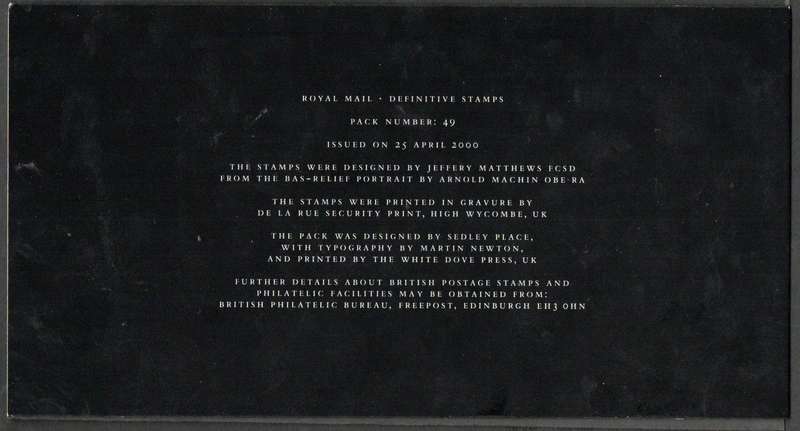 ROYAL MAIL · DEFINITIVE STAMPS
PACK NUMBER: 49
ISSUED ON 25 APRIL 2000
THE STAMPS WERE DESIGNED BY JEFFERY MATTHEWS FCSD
FROM THE BAS-RELIEF PORTRAIT BY ARNOLD MACHIN OBE RA
THE STAMPS WERE PRINTED IN GRAVURE BY
DE LA RUE SECURITY PRINT, HIGH WYCOMBE, UK
THE PACK WAS DESIGNED BY SEDLEY PLACE,
WITH TYPOGRAPHY BY MARTIN NEWTON,
AND PRINTED BY THE WHITE DOVE PRESS, UK
FURTHER DETAILS ABOUT BRITISH POSTAGE STAMPS AND
PHILATELIC FACILITIES MAY BE OBTAINED FROM:
BRITISH PHILATELIC BUREAU, FREEPOST, EDINBURGH EH3 0HN